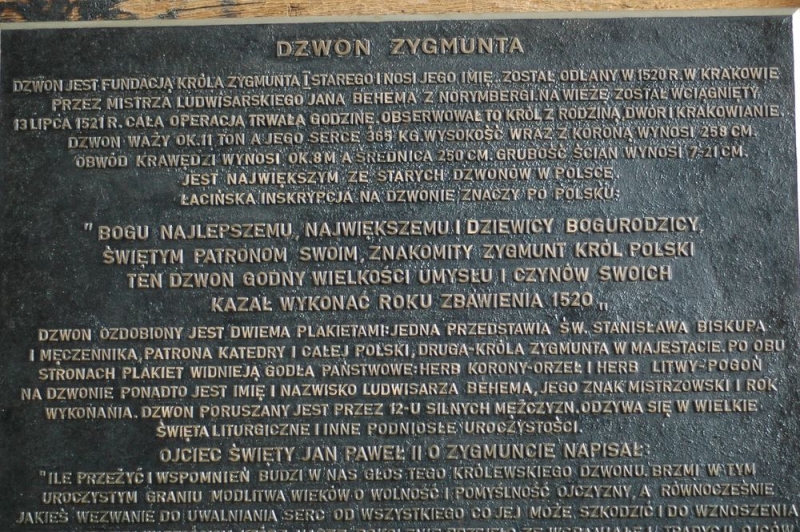 DZWON ZYGMUNTA
DZWON JEST FUNDACJĄ KRÓLA ZYGMUNTA I STAREGO I NOSI JEGO IMIĘ. ZOSTAŁ ODLANY W 1520 R. W KRAKOWIE
PRZEZ MISTRZA LUDWISARSKIEGO JANA BEHEMA Z NORYMBERGI. NA WIEŻĘ ZOSTAŁ WCIĄGNIĘTY
13 LIPCA 1521 R. CAŁA OPERACJA TRWAŁA GODZINĘ, OBSERWOWAŁ TO KRÓL Z RODZINĄ, DWÓR I KRAKOWIANIE.
DZWON WAŻY OK. 11 TON A JEGO SERCE 365 KG. WYSOKOŚĆ WRAZ Z KORONĄ WYNOSI 258 CM.
OBWÓD KRAWĘDZI WYNOSI OK. 8 M A ŚREDNICA 250 CM. GRUBOŚĆ ŚCIAN WYNOSI 7-21 CM.
JEST NAJWIĘKSZYM ZE STARYCH DZWONÓW W POLSCE.
ŁACIŃSKA INSKRYPCJA NA DZWONIE ZNACZY PO POLSKU:
"BOGU NAJLEPSZEMU, NAJWIĘKSZEMU I DZIEWICY BOGURODZICY,
ŚWIĘTYM PATRONOM SWOIM, ZNAKOMITY ZYGMUNT KRÓL POLSKI
TEN DZWON GODNY WIELKOŚCI UMYSŁU I CZYNÓW SWOICH
KAZAŁ WYKONAĆ ROKU ZBAWIENIA 1520„
DZWON OZDOBIONY JEST DWIEMA PLAKIETAMI: JEDNA PRZEDSTAWIA ŚW. STANISŁAWA BISKUPA
I MĘCZENNIKA, PATRONA KATEDRY I CAŁEJ POLSKI, DRUGA-KRÓLA ZYGMUNTA W MAJESTACIE. PO OBU
STRONACH PLAKIET WIDNIEJĄ GODŁA PAŃSTWOWE: HERB KORONY-ORZEŁ I HERB LITWY-POGOŃ
NA DZWONIE PONADTO JEST IMIĘ I NAZWISKO LUDWISARZA BEHEMA, JEGO ZNAK MISTRZOWSKI I ROK
WYKONANIA. DZWON PORUSZANY JEST PRZEZ 12-U SILNYCH MĘŻCZYZN. ODZYWA SIĘ W WIELKIE
ŚWIĘTA LITURGICZNE I INNE PODNIOSŁE UROCZYSTOŚCI.
OJCIEC ŚWIĘTY JAN PAWEŁ II O ZYGMUNCIE NAPISAŁ:
"ILE PRZEŻYĆ I WSPOMNIEŃ BUDZI W NAS GŁOS TEGO KRÓLEWSKIEGO DZWONU. BRZMI W TYM
UROCZYSTYM GRANIU MODLITWA WIEKÓW O WOLNOŚĆ I POMYŚLNOŚĆ OJCZYZNY, A RÓWNOCZEŚNIE
JAKIEŚ WEZWANIE DO UWALNIANIA SERC OD WSZYSTKIEGO CO JEJ MOŻE SZKODZIĆ I DO WZNOSZENIA